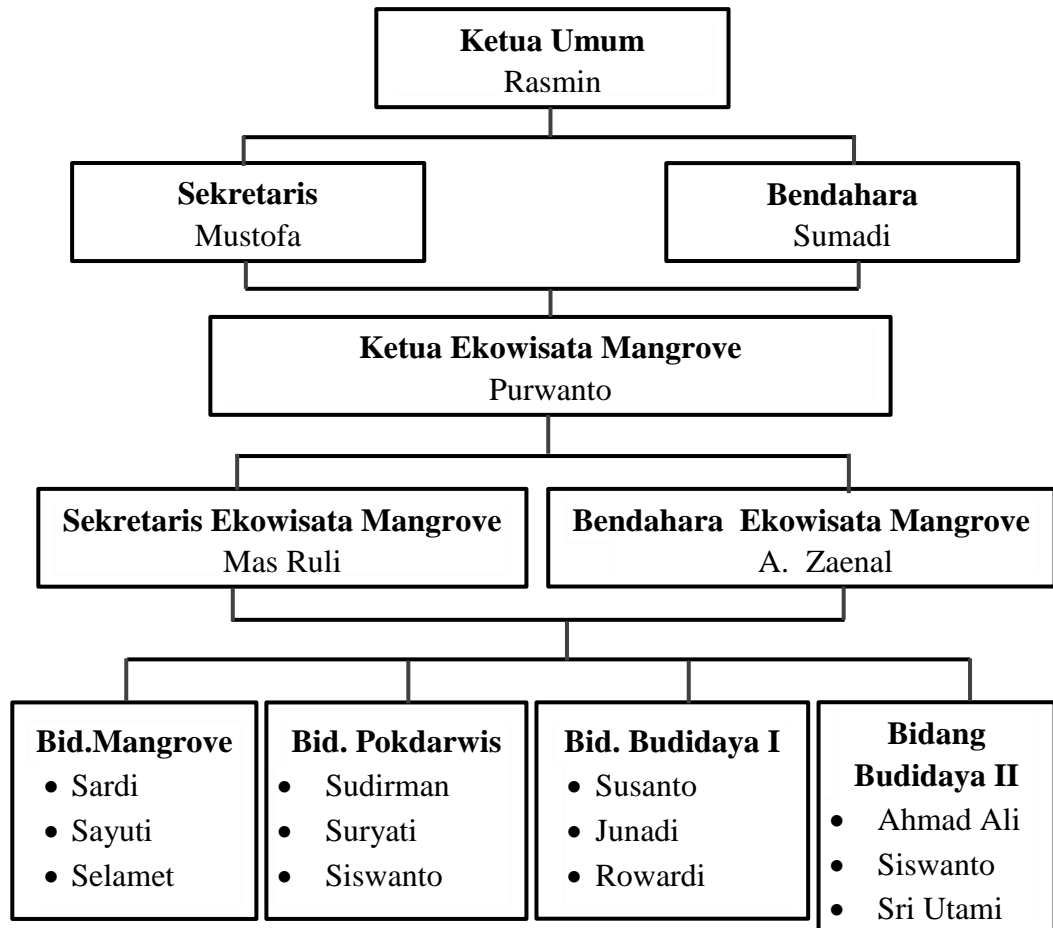 Ketua Umum
Rasmin
Sekretaris
Mustofa
Bendahara
Sumadi
Ketua Ekowisata Mangrove
Purwanto
Sekretaris Ekowisata Mangrove
Mas Ruli
Bendahara Ekowisata Mangrove
A. Zaenal
Bid.Mangrove
• Sardi
• Sayuti
• Selamet
Bid. Pokdarwis
• Sudirman
• Suryati
• Siswanto
Bid. Budidaya I
• Susanto
• Junadi
• Rowardi
Bidang
Budidaya II
• Ahmad Ali
• Siswanto
• Sri Utami